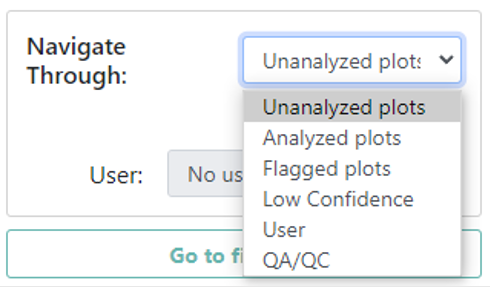 Navigate Through:
Unanalyzed plots
Unanalyzed plots
Analyzed plots
Flagged plots
Low Confidence
User
QA/QC
User: No us
Go to fi